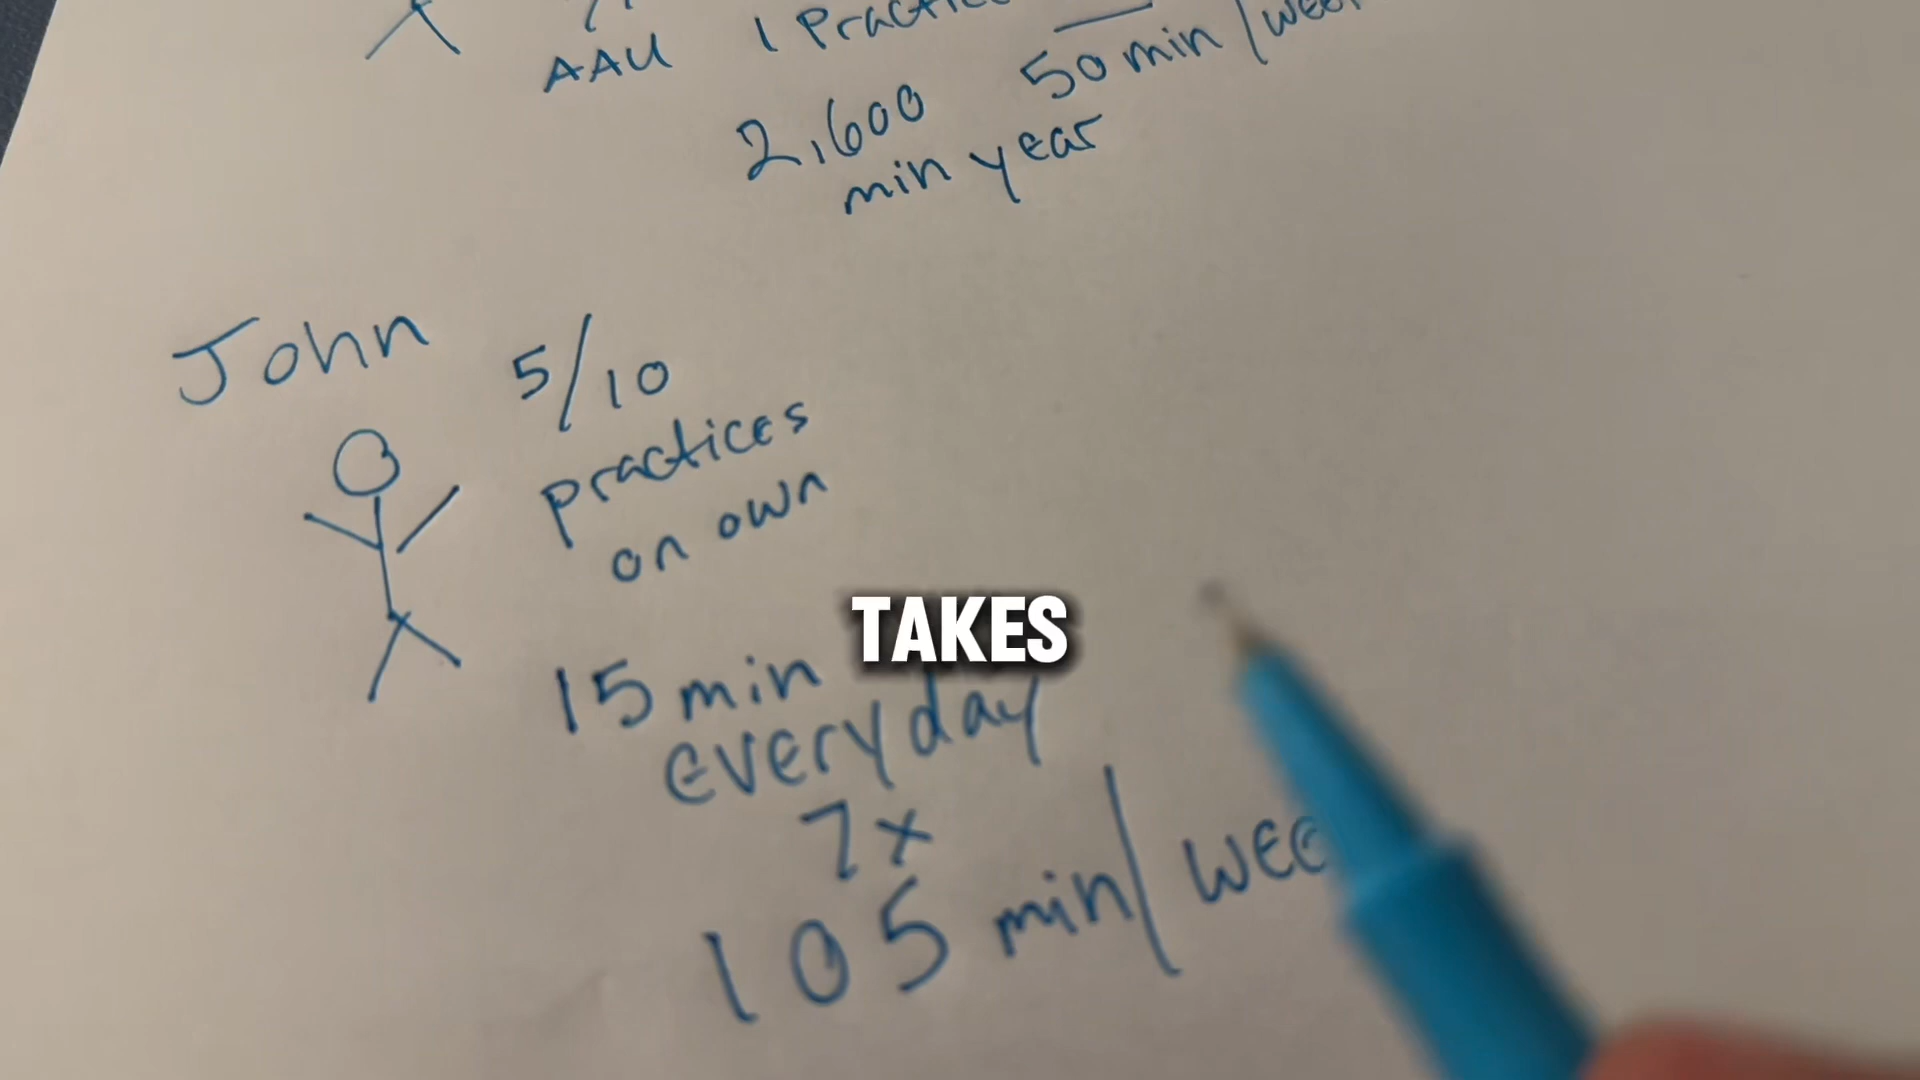 AAU 1 Practice
50 min/week
2,600
min year
John
5/10
practices
on own
TAKES
15 min
everyday
7x
105 min/wee